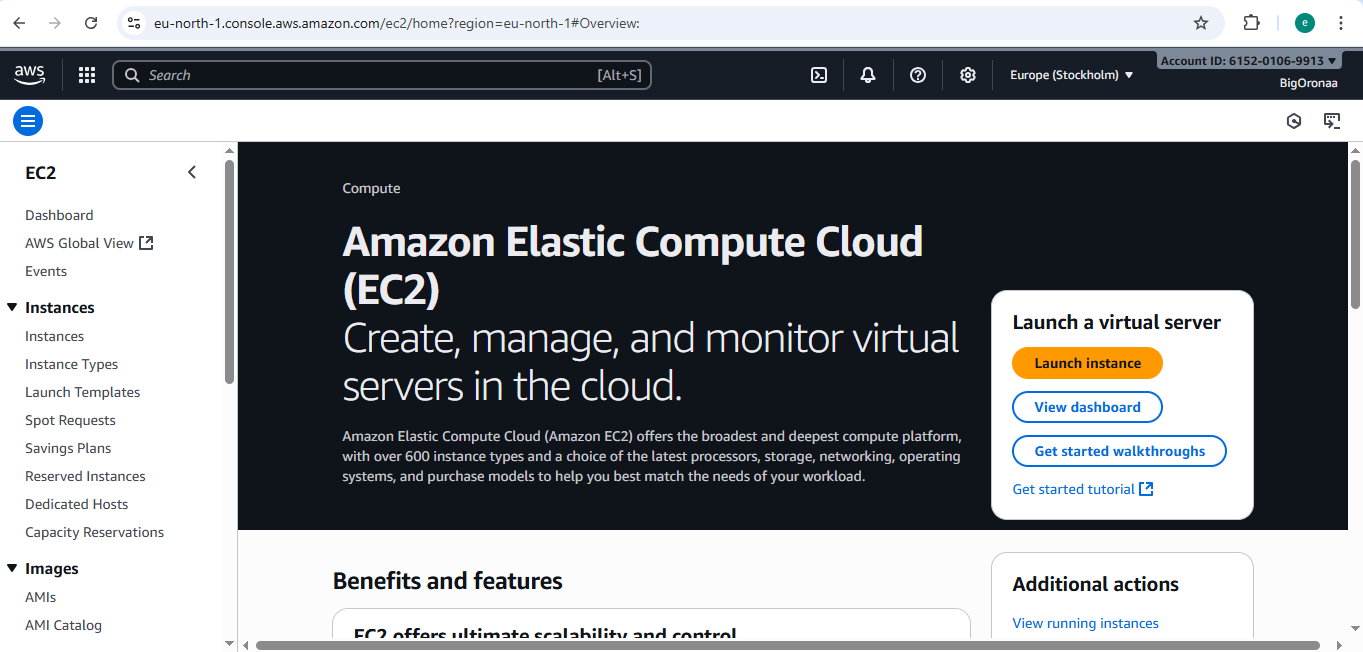 eu-north-1.console.aws.amazon.com/ec2/home?region=eu-north-1#Overview:
e
aws
Search
[Alt+S]
Europe (Stockholm)
Account ID: 6152-0106-9913
BigOronaa
EC2
Dashboard
AWS Global View
Events
Instances
Instances
Instance Types
Launch Templates
Spot Requests
Savings Plans
Reserved Instances
Dedicated Hosts
Capacity Reservations
Images
AMIs
AMI Catalog
Compute
Amazon Elastic Compute Cloud
(EC2)
Create, manage, and monitor virtual
servers in the cloud.
Amazon Elastic Compute Cloud (Amazon EC2) offers the broadest and deepest compute platform,
with over 600 instance types and a choice of the latest processors, storage, networking, operating
systems, and purchase models to help you best match the needs of your workload.
Launch a virtual server
Launch instance
View dashboard
Get started walkthroughs
Get started tutorial
Benefits and features
EC2 offers ultimate scalability and control
Additional actions
View running instances